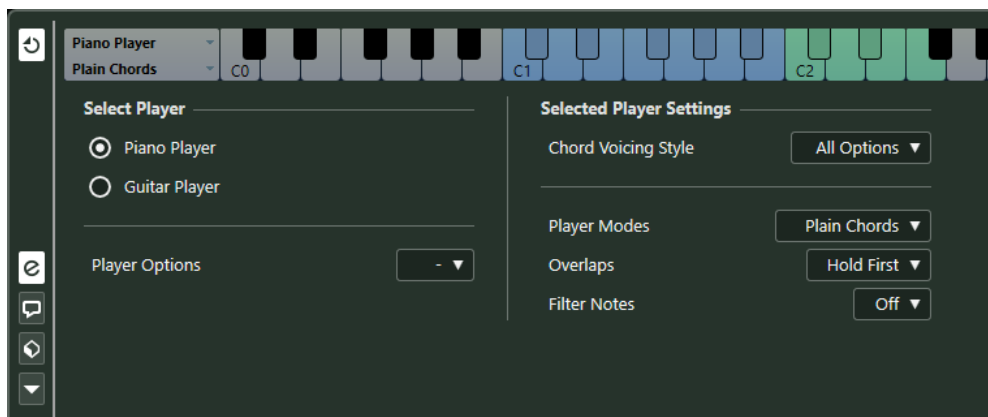 Piano Player
Plain Chords
C0
C1
C2
Select Player
Piano Player
Guitar Player
Player Options
-
Selected Player Settings
Chord Voicing Style
All Options
Player Modes
Plain Chords
Overlaps
Hold First
Filter Notes
Off